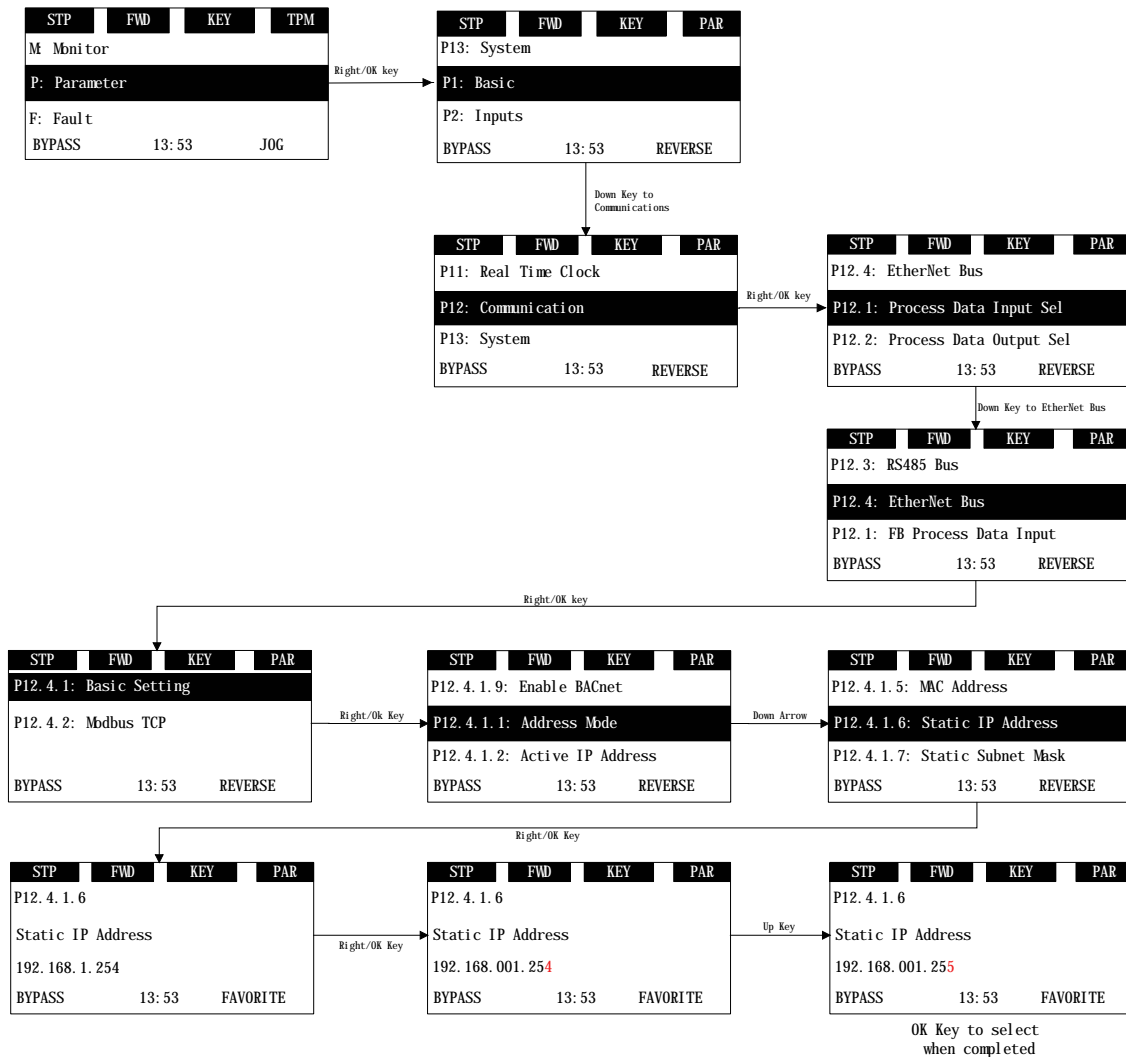 STP FWD KEY TPM
M: Monitor
P: Parameter
F: Fault
BYPASS 13:53 JOG
Right/OK key
STP FWD KEY PAR
P13: System
P1: Basic
P2: Inputs
BYPASS 13:53 REVERSE
Down Key to
Communications
STP FWD KEY PAR
P11: Real Time Clock
P12: Communication
P13: System
BYPASS 13:53 REVERSE
Right/OK key
STP FWD KEY PAR
P12.4: EtherNet Bus
P12.1: Process Data Input Sel
P12.2: Process Data Output Sel
BYPASS 13:53 REVERSE
Down Key to EtherNet Bus
STP FWD KEY PAR
P12.3: RS485 Bus
P12.4: EtherNet Bus
P12.1: FB Process Data Input
BYPASS 13:53 REVERSE
Right/OK key
STP FWD KEY PAR
P12.4.1: Basic Setting
P12.4.2: Modbus TCP
BYPASS 13:53 REVERSE
Right/Ok Key
STP FWD KEY PAR
P12.4.1.9: Enable BACnet
P12.4.1.1: Address Mode
P12.4.1.2: Active IP Address
BYPASS 13:53 REVERSE
Down Arrow
STP FWD KEY PAR
P12.4.1.5: MAC Address
P12.4.1.6: Static IP Address
P12.4.1.7: Static Subnet Mask
BYPASS 13:53 REVERSE
Right/OK Key
STP FWD KEY PAR
P12.4.1.6
Static IP Address
192.168.1.254
BYPASS 13:53 FAVORITE
Right/OK Key
STP FWD KEY PAR
P12.4.1.6
Static IP Address
192.168.001.254
BYPASS 13:53 FAVORITE
Up Key
STP FWD KEY PAR
P12.4.1.6
Static IP Address
192.168.001.255
BYPASS 13:53 FAVORITE
OK Key to select
when completed